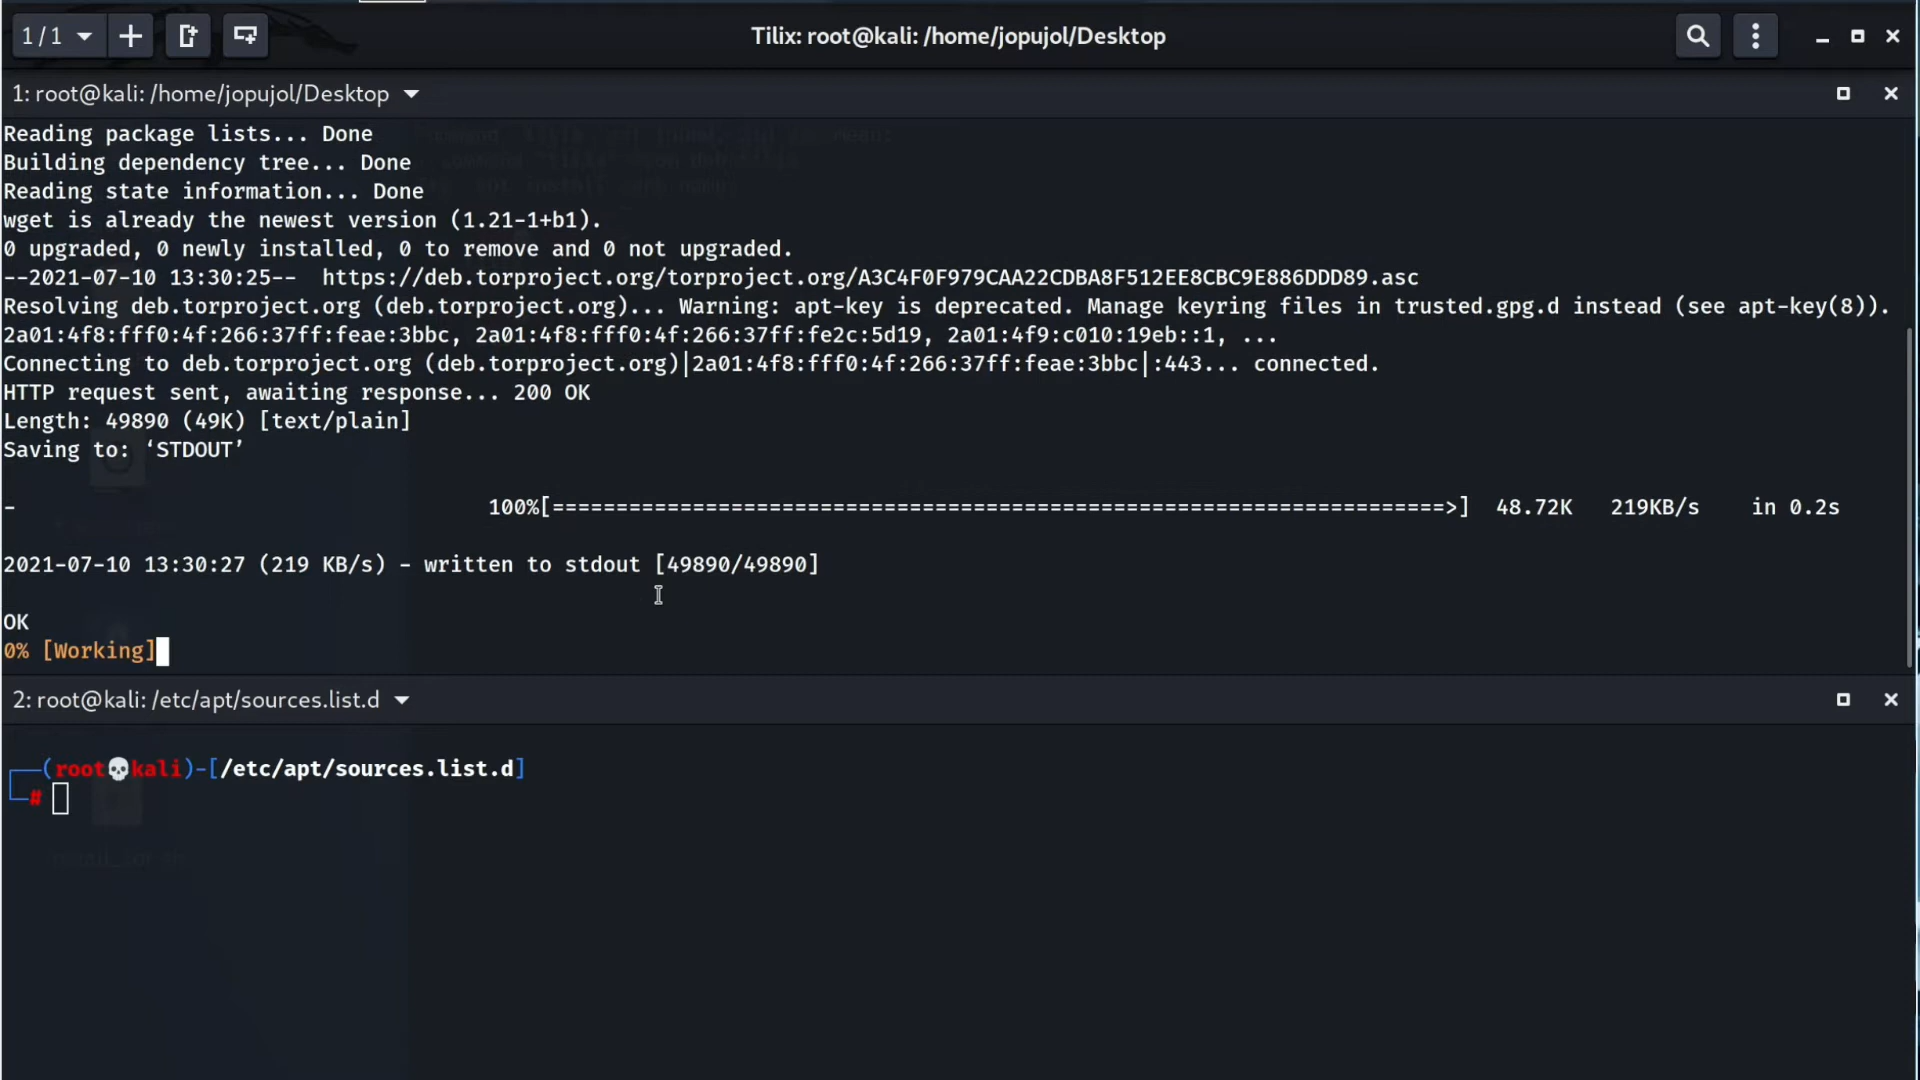 1 / 1
Tilix: root@kali: /home/jopujol/Desktop
1: root@kali: /home/jopujol/Desktop
Reading package lists... Done
Building dependency tree... Done
Reading state information... Done
wget is already the newest version (1.21-1+b1).
0 upgraded, 0 newly installed, 0 to remove and 0 not upgraded.
--2021-07-10 13:30:25--  https://deb.torproject.org/torproject.org/A3C4F0F979CAA22CDBA8F512EE8CBC9E886DDD89.asc
Resolving deb.torproject.org (deb.torproject.org)... Warning: apt-key is deprecated. Manage keyring files in trusted.gpg.d instead (see apt-key(8)).
2a01:4f8:fff0:4f:266:37ff:feae:3bbc, 2a01:4f8:fff0:4f:266:37ff:fe2c:5d19, 2a01:4f9:c010:19eb::1, ...
Connecting to deb.torproject.org (deb.torproject.org)|2a01:4f8:fff0:4f:266:37ff:feae:3bbc|:443... connected.
HTTP request sent, awaiting response... 200 OK
Length: 49890 (49K) [text/plain]
Saving to: ‘STDOUT’
- 100%[======================================================================>] 48.72K 219KB/s in 0.2s
2021-07-10 13:30:27 (219 KB/s) - written to stdout [49890/49890]
OK
0% [Working]
2: root@kali: /etc/apt/sources.list.d
┌──(root💀kali)-[/etc/apt/sources.list.d]
└─#